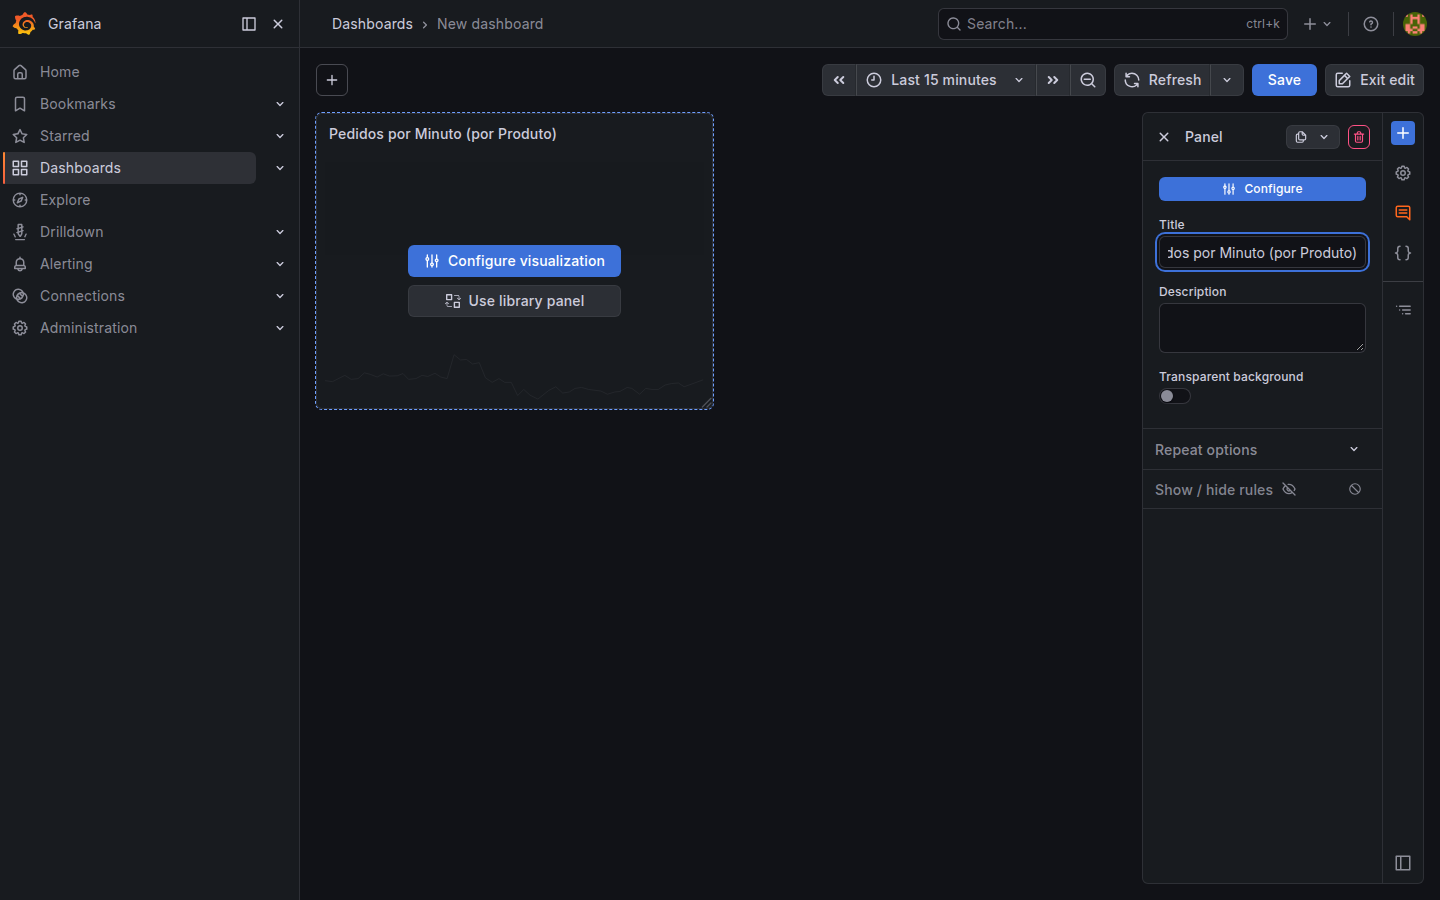 Grafana
Dashboards › New dashboard
Search...
ctrl+k
Home
Bookmarks
Starred
Dashboards
Explore
Drilldown
Alerting
Connections
Administration
Last 15 minutes
Refresh
Save
Exit edit
Pedidos por Minuto (por Produto)
Configure visualization
Use library panel
Panel
Configure
Title
dos por Minuto (por Produto)
Description
Transparent background
Repeat options
Show / hide rules